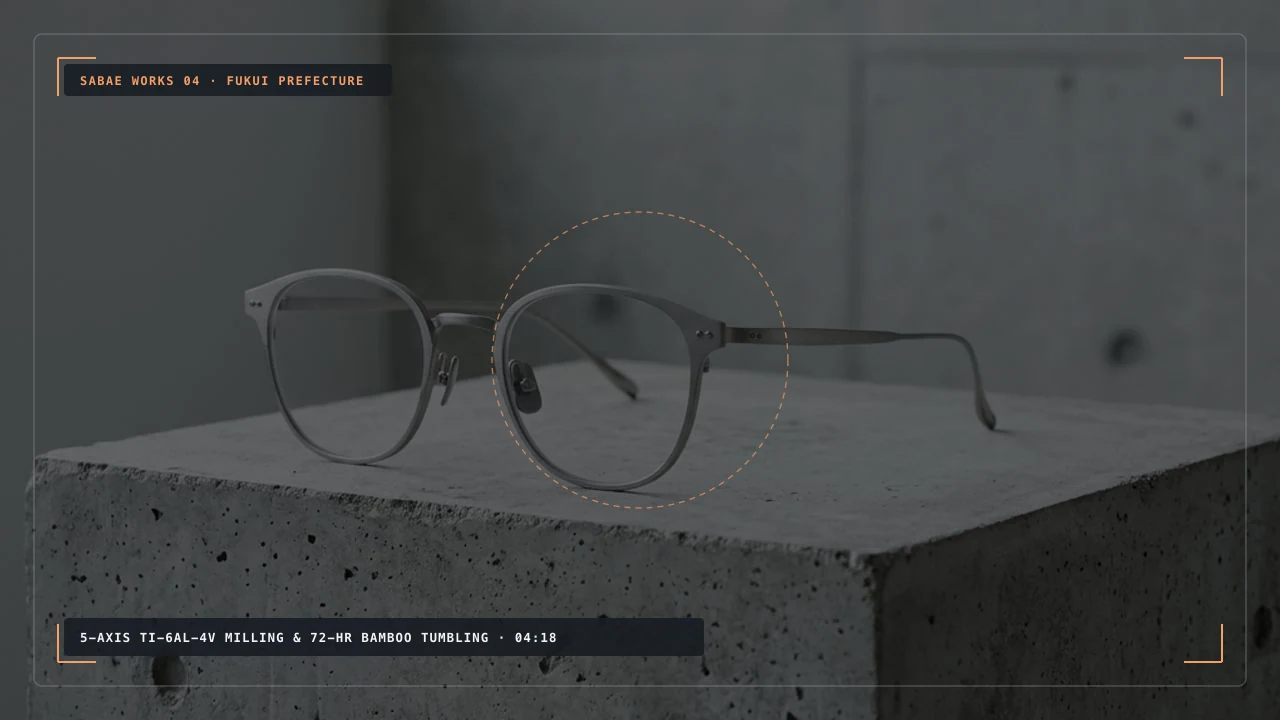 SABAE WORKS 04 · FUKUI PREFECTURE
5–AXIS TI–6AL–4V MILLING & 72–HR BAMBOO TUMBLING · 04:18